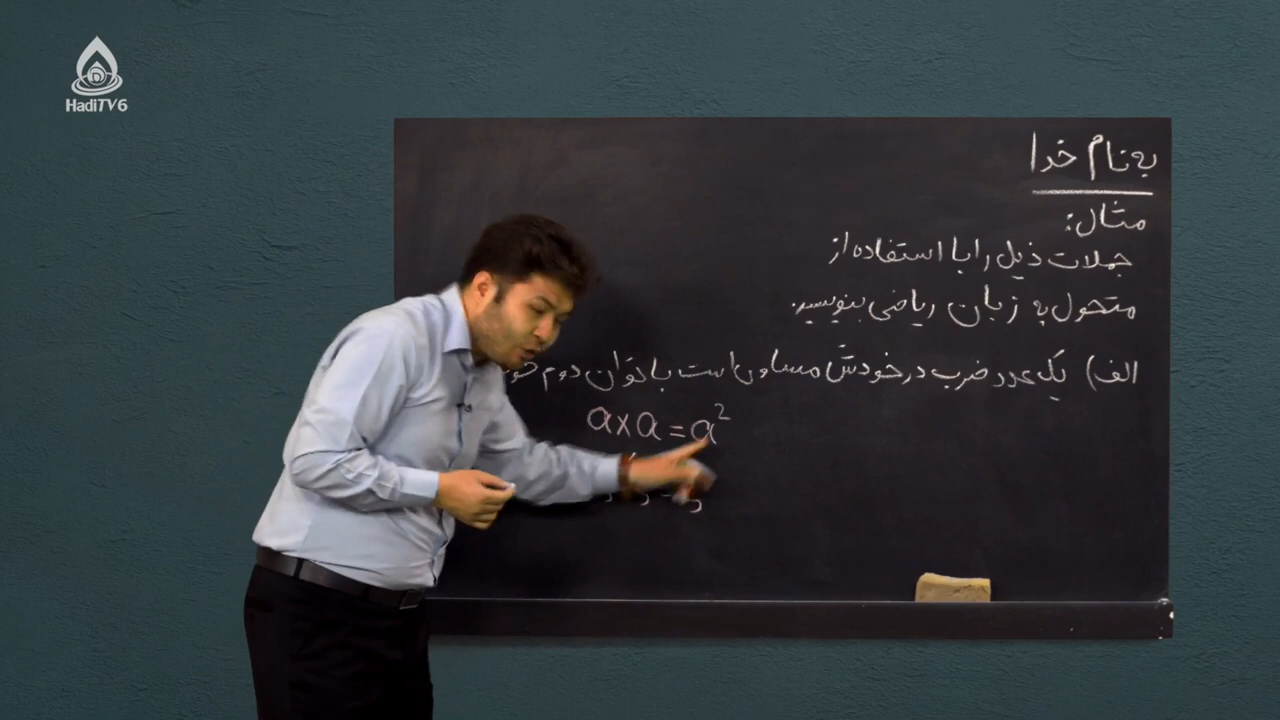 HadiTV6
به نام خدا
مثال:
جملات ذیل را با استفاده از
متحول به زبان ریاضی بنویسید.
الف) یک عدد ضرب در خودش مساوی است با توان دوم
a × a = a²